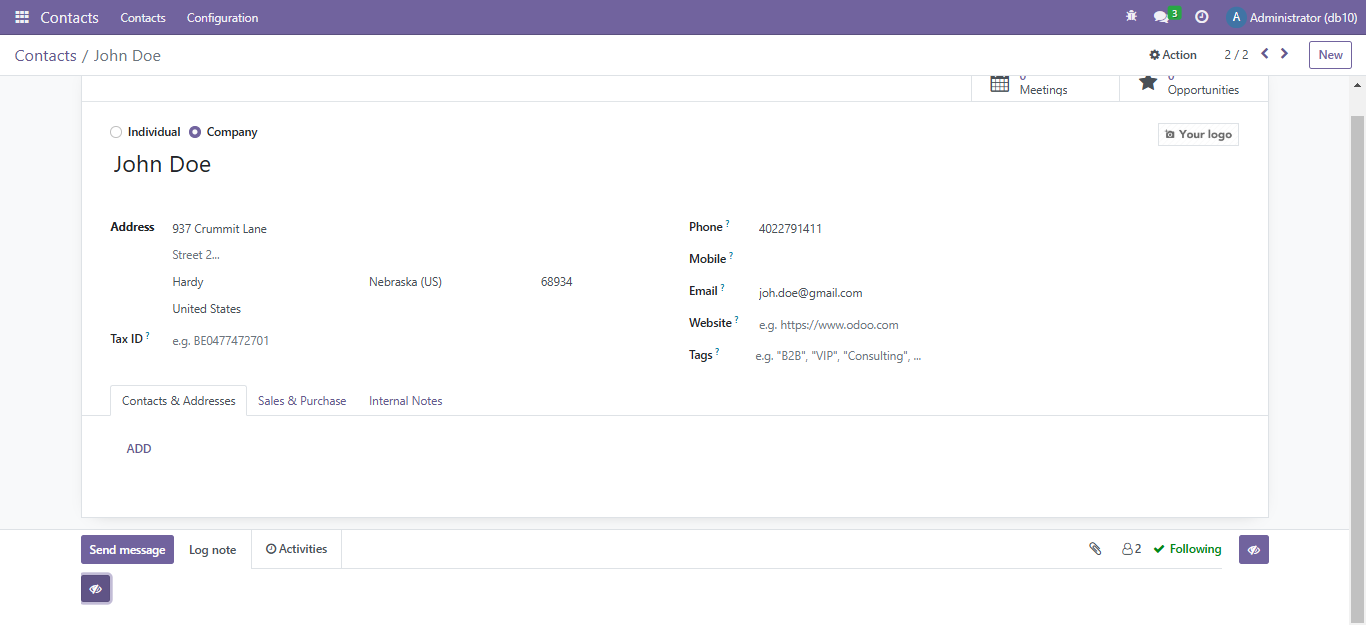 Contacts Contacts Configuration 3 A Administrator (db10)
Contacts / John Doe Action 2 / 2 New
Meetings Opportunities
Individual Company Your logo
John Doe
Address 937 Crummit Lane Phone ? 4022791411
Street 2...
Mobile ?
Hardy Nebraska (US) 68934
Email ? joh.doe@gmail.com
United States
Website ? e.g. https://www.odoo.com
Tax ID ? e.g. BE0477472701
Tags ? e.g. "B2B", "VIP", "Consulting", ...
Contacts & Addresses Sales & Purchase Internal Notes
ADD
Send message Log note Activities 2 Following